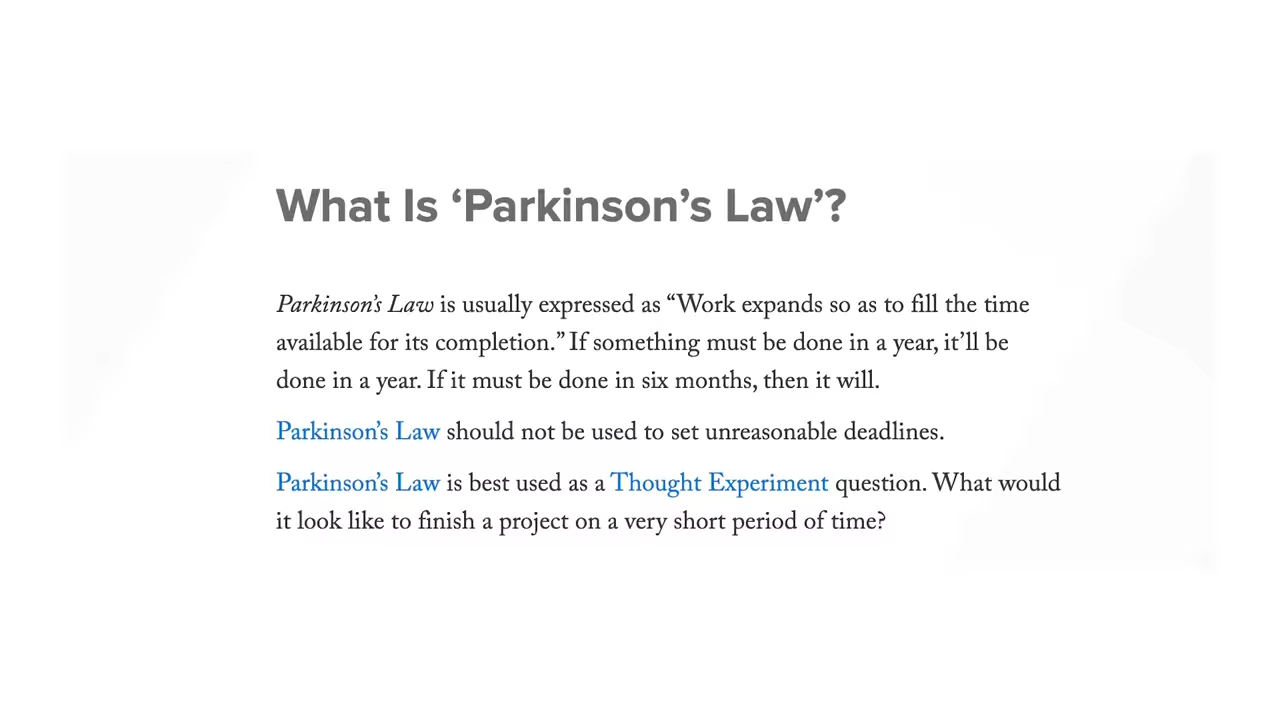 What Is ‘Parkinson’s Law’?
Parkinson’s Law is usually expressed as “Work expands so as to fill the time
available for its completion.” If something must be done in a year, it’ll be
done in a year. If it must be done in six months, then it will.
Parkinson’s Law should not be used to set unreasonable deadlines.
Parkinson’s Law is best used as a Thought Experiment question. What would
it look like to finish a project on a very short period of time?